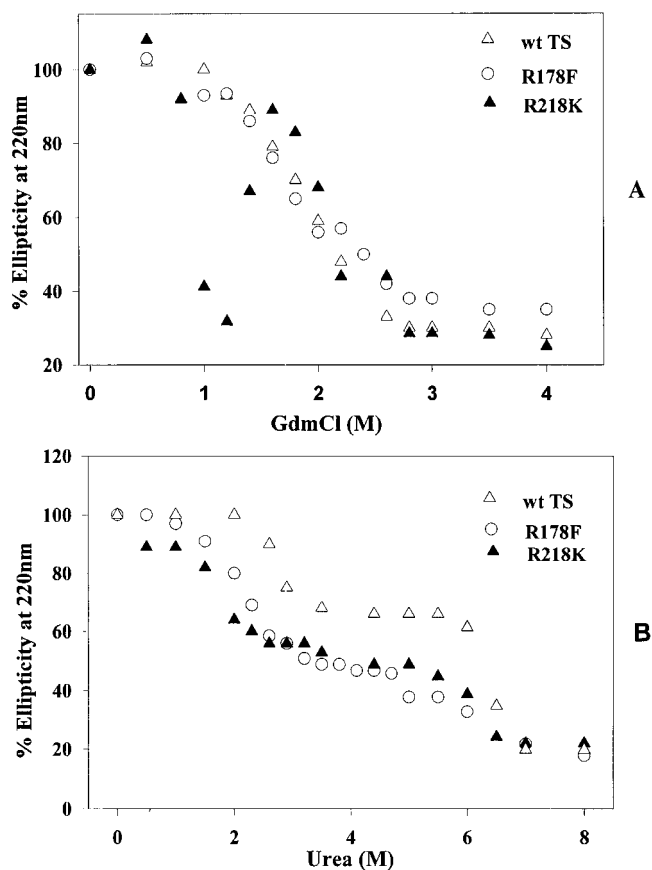 wt TS
R178F
R218K
A
100
80
60
40
20
% Ellipticity at 220nm
0 1 2 3 4
GdmCl (M)
120
100
80
60
40
20
0
% Ellipticity at 220nm
wt TS
R178F
R218K
B
0 2 4 6 8
Urea (M)